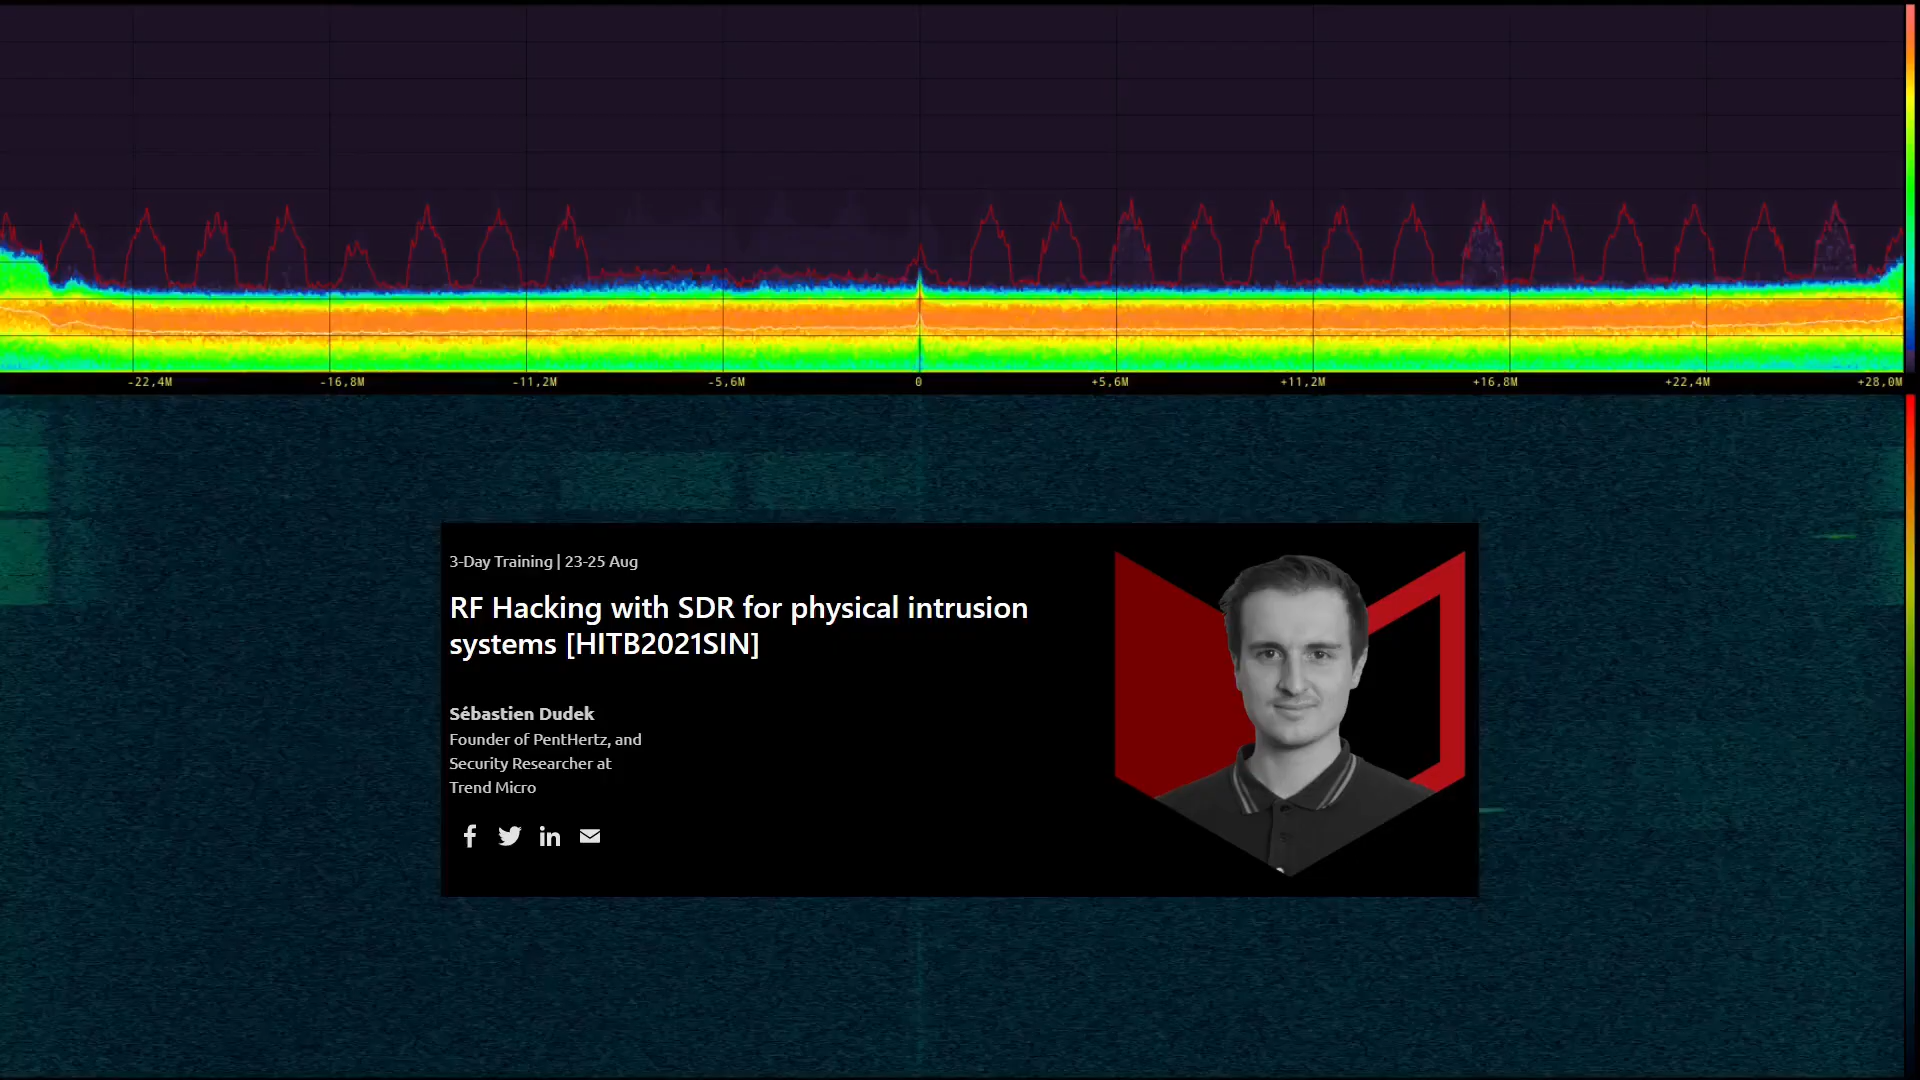 -22,4M -16,8M -11,2M -5,6M 0 +5,6M +11,2M +16,8M +22,4M +28,0M
3-Day Training | 23-25 Aug
RF Hacking with SDR for physical intrusion
systems [HITB2021SIN]
Sébastien Dudek
Founder of PentHertz, and
Security Researcher at
Trend Micro